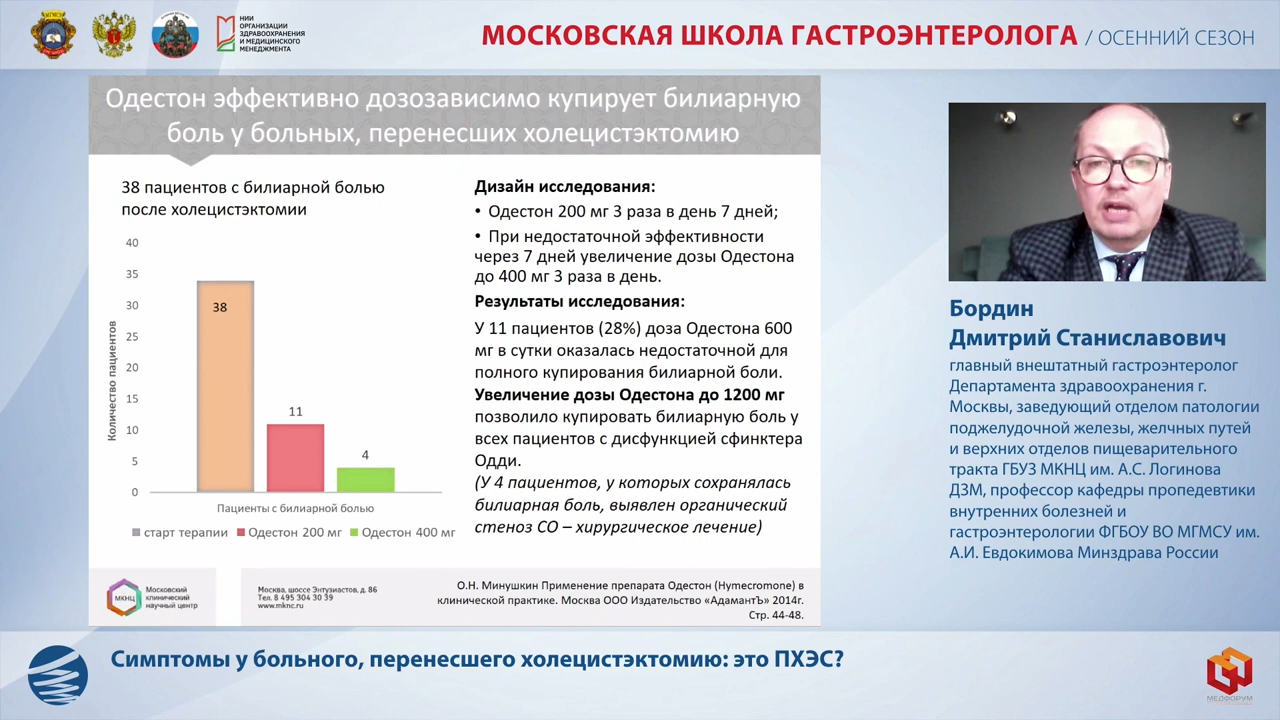 НИИ
ОРГАНИЗАЦИИ
ЗДРАВООХРАНЕНИЯ
И МЕДИЦИНСКОГО
МЕНЕДЖМЕНТА
МОСКОВСКАЯ ШКОЛА ГАСТРОЭНТЕРОЛОГА / ОСЕННИЙ СЕЗОН
Одестон эффективно дозозависимо купирует билиарную
боль у больных, перенесших холецистэктомию
38 пациентов с билиарной болью
после холецистэктомии
40
35
30
25
20
15
10
5
0
Количество пациентов
38
11
4
Пациенты с билиарной болью
старт терапии Одестон 200 мг Одестон 400 мг
Дизайн исследования:
• Одестон 200 мг 3 раза в день 7 дней;
• При недостаточной эффективности
через 7 дней увеличение дозы Одестона
до 400 мг 3 раза в день.
Результаты исследования:
У 11 пациентов (28%) доза Одестона 600
мг в сутки оказалась недостаточной для
полного купирования билиарной боли.
Увеличение дозы Одестона до 1200 мг
позволило купировать билиарную боль у
всех пациентов с дисфункцией сфинктера
Одди.
(У 4 пациентов, у которых сохранялась
билиарная боль, выявлен органический
стеноз СО – хирургическое лечение)
МКНЦ
Московский
клинический
научный центр
Москва, шоссе Энтузиастов, д. 86
Тел. 8 495 304 30 39
www.mknc.ru
О.Н. Минушкин Применение препарата Одестон (Hymecromone) в
клинической практике. Москва ООО Издательство «АдамантЪ» 2014г.
Стр. 44-48.
Бордин
Дмитрий Станиславович
главный внештатный гастроэнтеролог
Департамента здравоохранения г.
Москвы, заведующий отделом патологии
поджелудочной железы, желчных путей
и верхних отделов пищеварительного
тракта ГБУЗ МКНЦ им. А.С. Логинова
ДЗМ, профессор кафедры пропедевтики
внутренних болезней и
гастроэнтерологии ФГБОУ ВО МГМСУ им.
А.И. Евдокимова Минздрава России
Симптомы у больного, перенесшего холецистэктомию: это ПХЭС?
МЕДФОРУМ